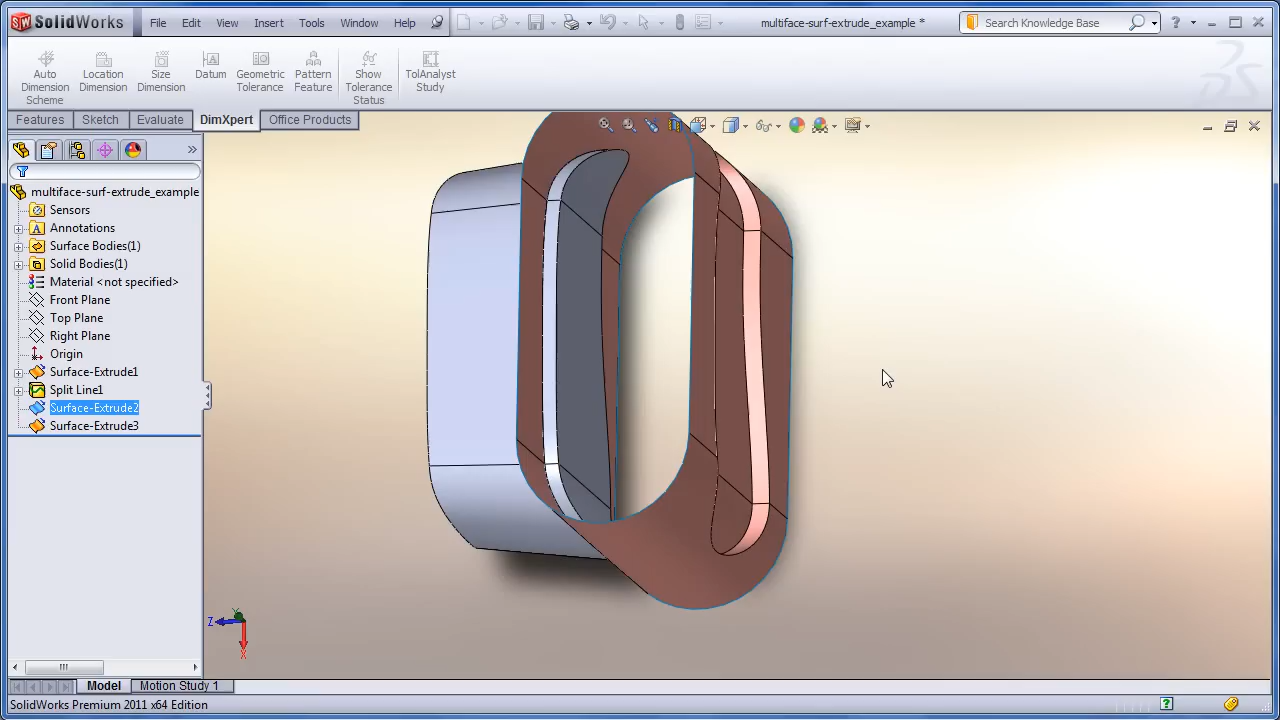 SW SolidWorks File Edit View Insert Tools Window Help multiface-surf-extrude_example * Search Knowledge Base ?
Auto Dimension Scheme
Location Dimension
Size Dimension
Datum
Geometric Tolerance
Pattern Feature
Show Tolerance Status
TolAnalyst Study
Features Sketch Evaluate DimXpert Office Products
multiface-surf-extrude_example
Sensors
A Annotations
Surface Bodies(1)
Solid Bodies(1)
Material <not specified>
Front Plane
Top Plane
Right Plane
Origin
Surface-Extrude1
Split Line1
Surface-Extrude2
Surface-Extrude3
Y
Z
X
Model Motion Study 1
SolidWorks Premium 2011 x64 Edition ?